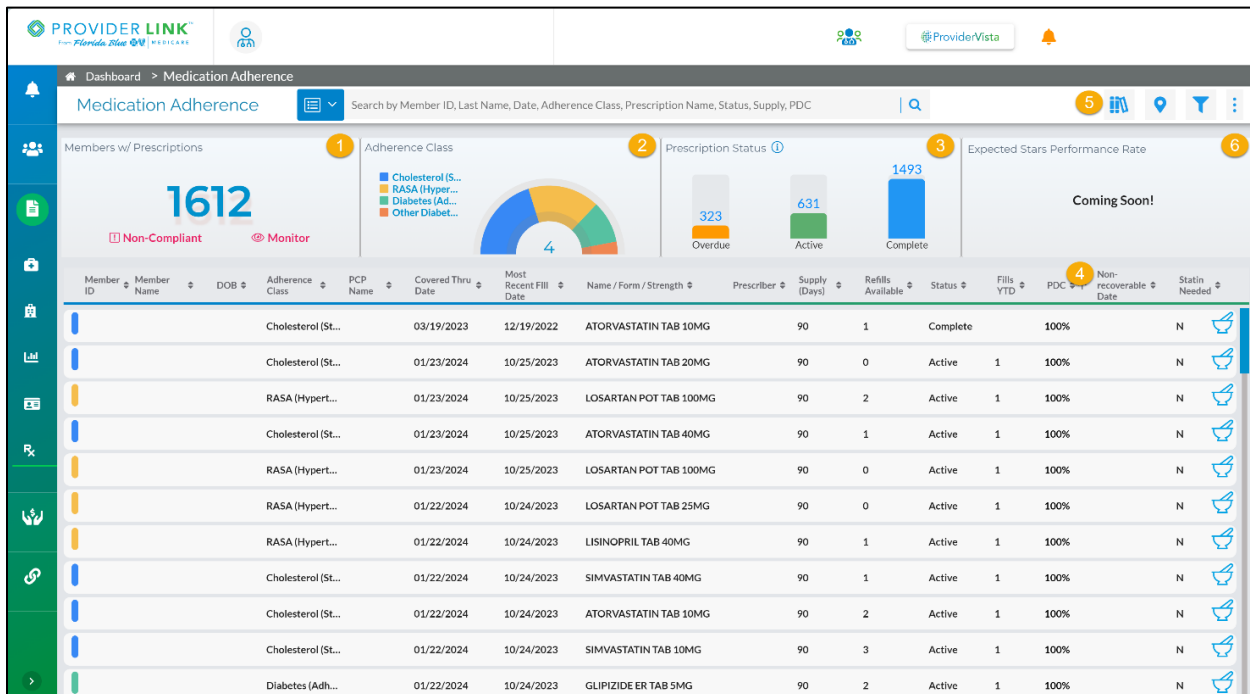 PROVIDER LINK™
From Florida Blue MEDICARE
ProviderVista
Dashboard > Medication Adherence
Medication Adherence
Search by Member ID, Last Name, Date, Adherence Class, Prescription Name, Status, Supply, PDC
5
Members w/ Prescriptions
1
1612
Non-Compliant
Monitor
Adherence Class
2
Cholesterol (S...
RASA (Hyper...
Diabetes (Ad...
Other Diabet...
4
Prescription Status
3
323
Overdue
631
Active
1493
Complete
Expected Stars Performance Rate
6
Coming Soon!
Member ID Member Name DOB Adherence Class PCP Name Covered Thru Date Most Recent Fill Date Name / Form / Strength Prescriber Supply (Days) Refills Available Status Fills YTD PDC 4 Non-recoverable Date Statin Needed
Cholesterol (St... 03/19/2023 12/19/2022 ATORVASTATIN TAB 10MG 90 1 Complete 100% N
Cholesterol (St... 01/23/2024 10/25/2023 ATORVASTATIN TAB 20MG 90 0 Active 1 100% N
RASA (Hypert... 01/23/2024 10/25/2023 LOSARTAN POT TAB 100MG 90 2 Active 1 100% N
Cholesterol (St... 01/23/2024 10/25/2023 ATORVASTATIN TAB 40MG 90 1 Active 1 100% N
RASA (Hypert... 01/23/2024 10/25/2023 LOSARTAN POT TAB 100MG 90 0 Active 1 100% N
RASA (Hypert... 01/22/2024 10/24/2023 LOSARTAN POT TAB 25MG 90 0 Active 1 100% N
RASA (Hypert... 01/22/2024 10/24/2023 LISINOPRIL TAB 40MG 90 1 Active 1 100% N
Cholesterol (St... 01/22/2024 10/24/2023 SIMVASTATIN TAB 40MG 90 1 Active 1 100% N
Cholesterol (St... 01/22/2024 10/24/2023 ATORVASTATIN TAB 10MG 90 2 Active 1 100% N
Cholesterol (St... 01/22/2024 10/24/2023 SIMVASTATIN TAB 10MG 90 3 Active 1 100% N
Diabetes (Adh... 01/22/2024 10/24/2023 GLIPIZIDE ER TAB 5MG 90 2 Active 1 100% N